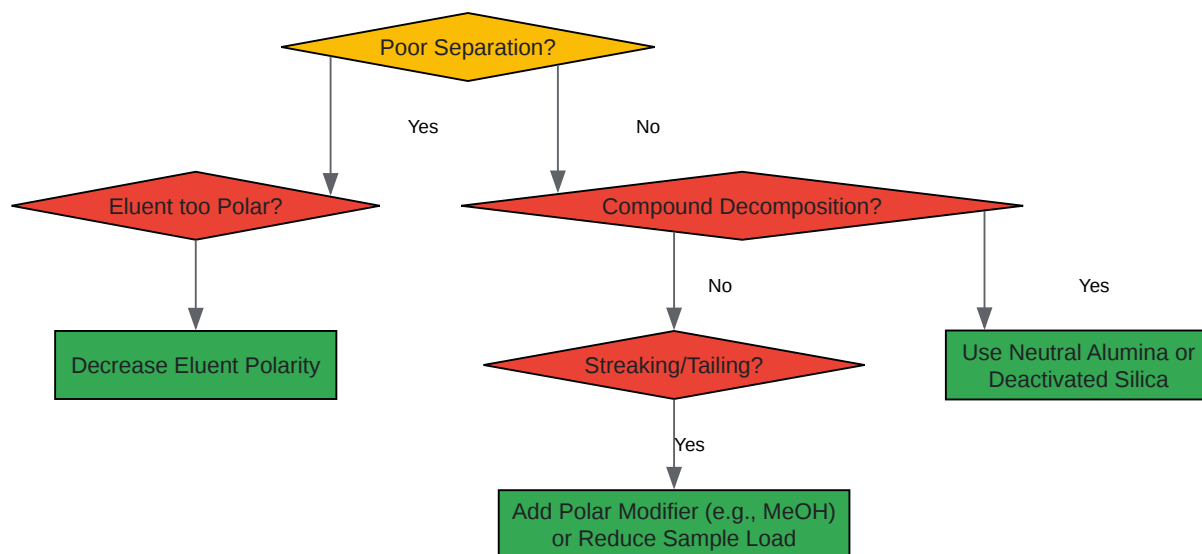 Poor Separation?
Yes
No
Eluent too Polar?
Compound Decomposition?
No
Yes
Decrease Eluent Polarity
Streaking/Tailing?
Use Neutral Alumina or
Deactivated Silica
Yes
Add Polar Modifier (e.g., MeOH)
or Reduce Sample Load